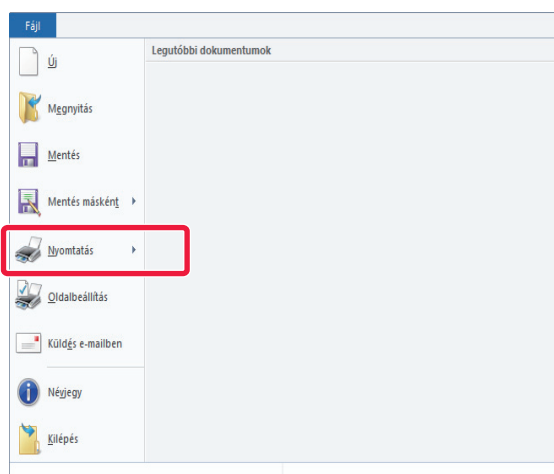 Fájl
Legutóbbi dokumentumok
Új
Megnyitás
Mentés
Mentés másként
Nyomtatás
Oldalbeállítás
Küldés e-mailben
Névjegy
Kilépés